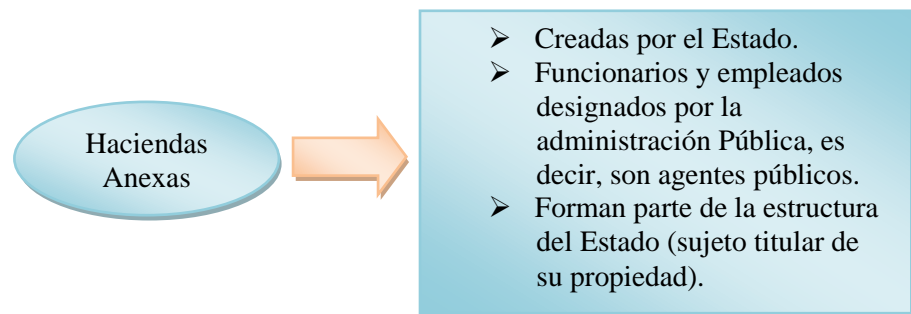 Haciendas
Anexas
➢ Creadas por el Estado.
➢ Funcionarios y empleados
designados por la
administración Pública, es
decir, son agentes públicos.
➢ Forman parte de la estructura
del Estado (sujeto titular de
su propiedad).